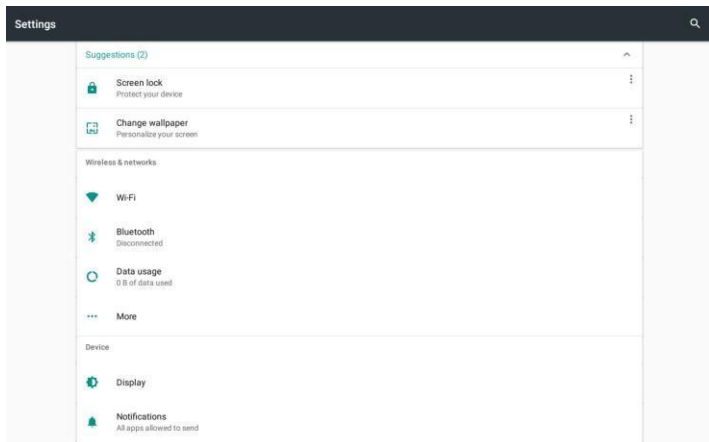 Settings
Suggestions (2)
Screen lock
Protect your device
Change wallpaper
Personalize your screen
Wireless & networks
Wi-Fi
Bluetooth
Disconnected
Data usage
0 B of data used
More
Device
Display
Notifications
All apps allowed to send